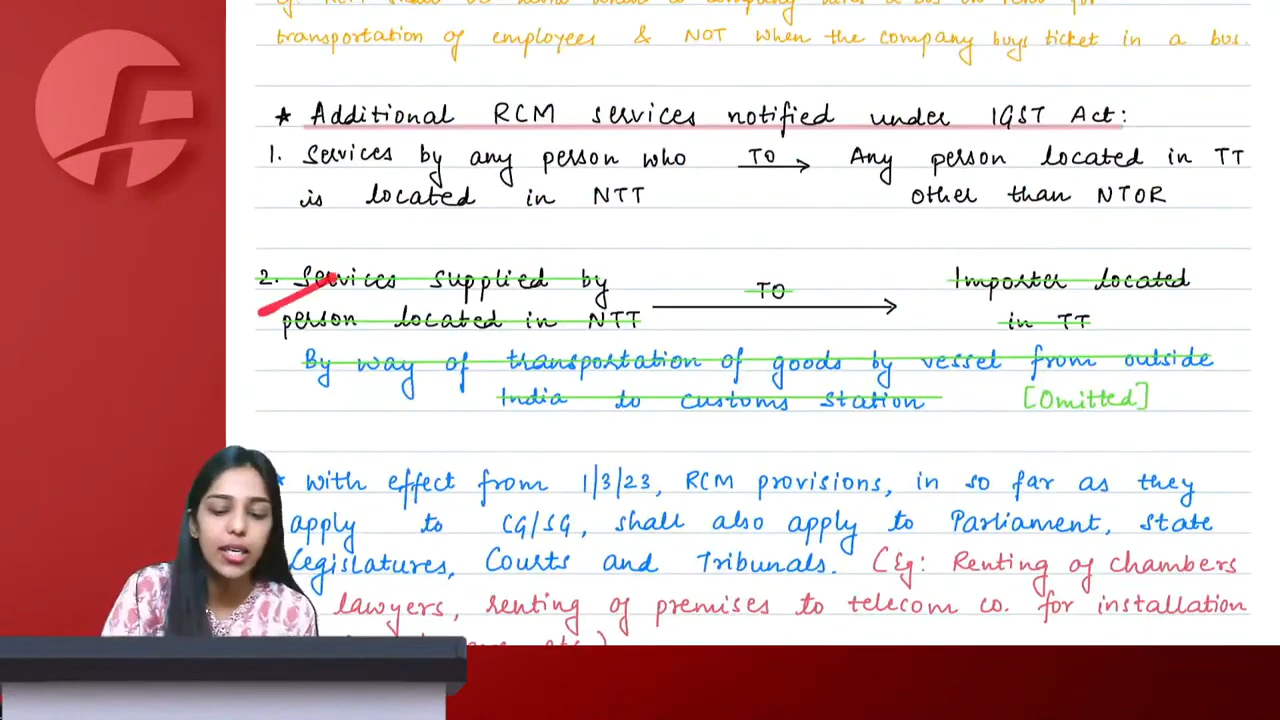 transportation of employees & NOT when the company buys ticket in a bus.
* Additional RCM services notified under IGST Act:
1. Services by any person who TO Any person located in TT
is located in NTT other than NTOR
2. Services supplied by TO Importer located
person located in NTT in TT
By way of transportation of goods by vessel from outside
India to customs station [Omitted]
* With effect from 1/3/23, RCM provisions, in so far as they
apply to CG/SG, shall also apply to Parliament, State
Legislatures, Courts and Tribunals. (Eg: Renting of chambers
lawyers, renting of premises to telecom co. for installation